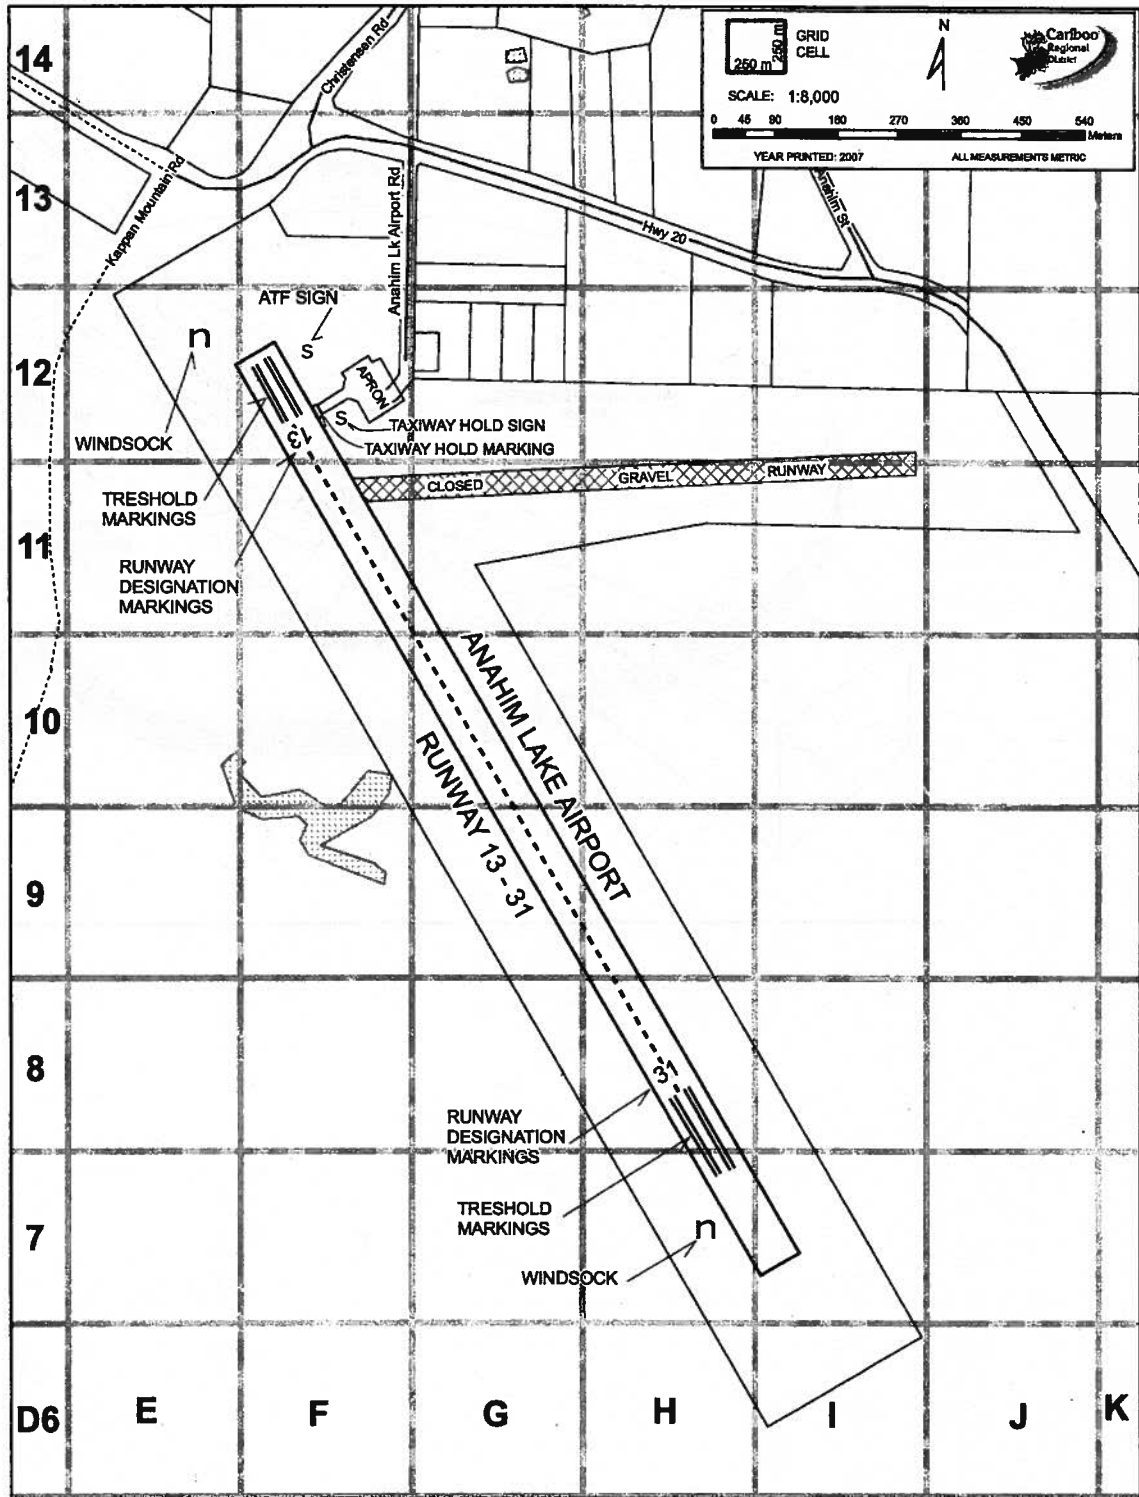 14
Christensen Rd
GRID
CELL
250 m
250 m
N
Cariboo
Regional
District
SCALE: 1:8,000
0 45 90 180 270 360 450 540
Meters
YEAR PRINTED: 2007
ALL MEASUREMENTS METRIC
13
Kappan Mountain Rd
Anahim Lk Airport Rd
Hwy 20
Anahim St
ATF SIGN
n
S
12
APRON
S
TAXIWAY HOLD SIGN
WINDSOCK
TAXIWAY HOLD MARKING
13
CLOSED
GRAVEL
RUNWAY
TRESHOLD
MARKINGS
11
RUNWAY
DESIGNATION
MARKINGS
10
ANAHIM LAKE AIRPORT
RUNWAY 13 - 31
9
8
31
RUNWAY
DESIGNATION
MARKINGS
TRESHOLD
MARKINGS
7
n
WINDSOCK
D6
E
F
G
H
I
J
K